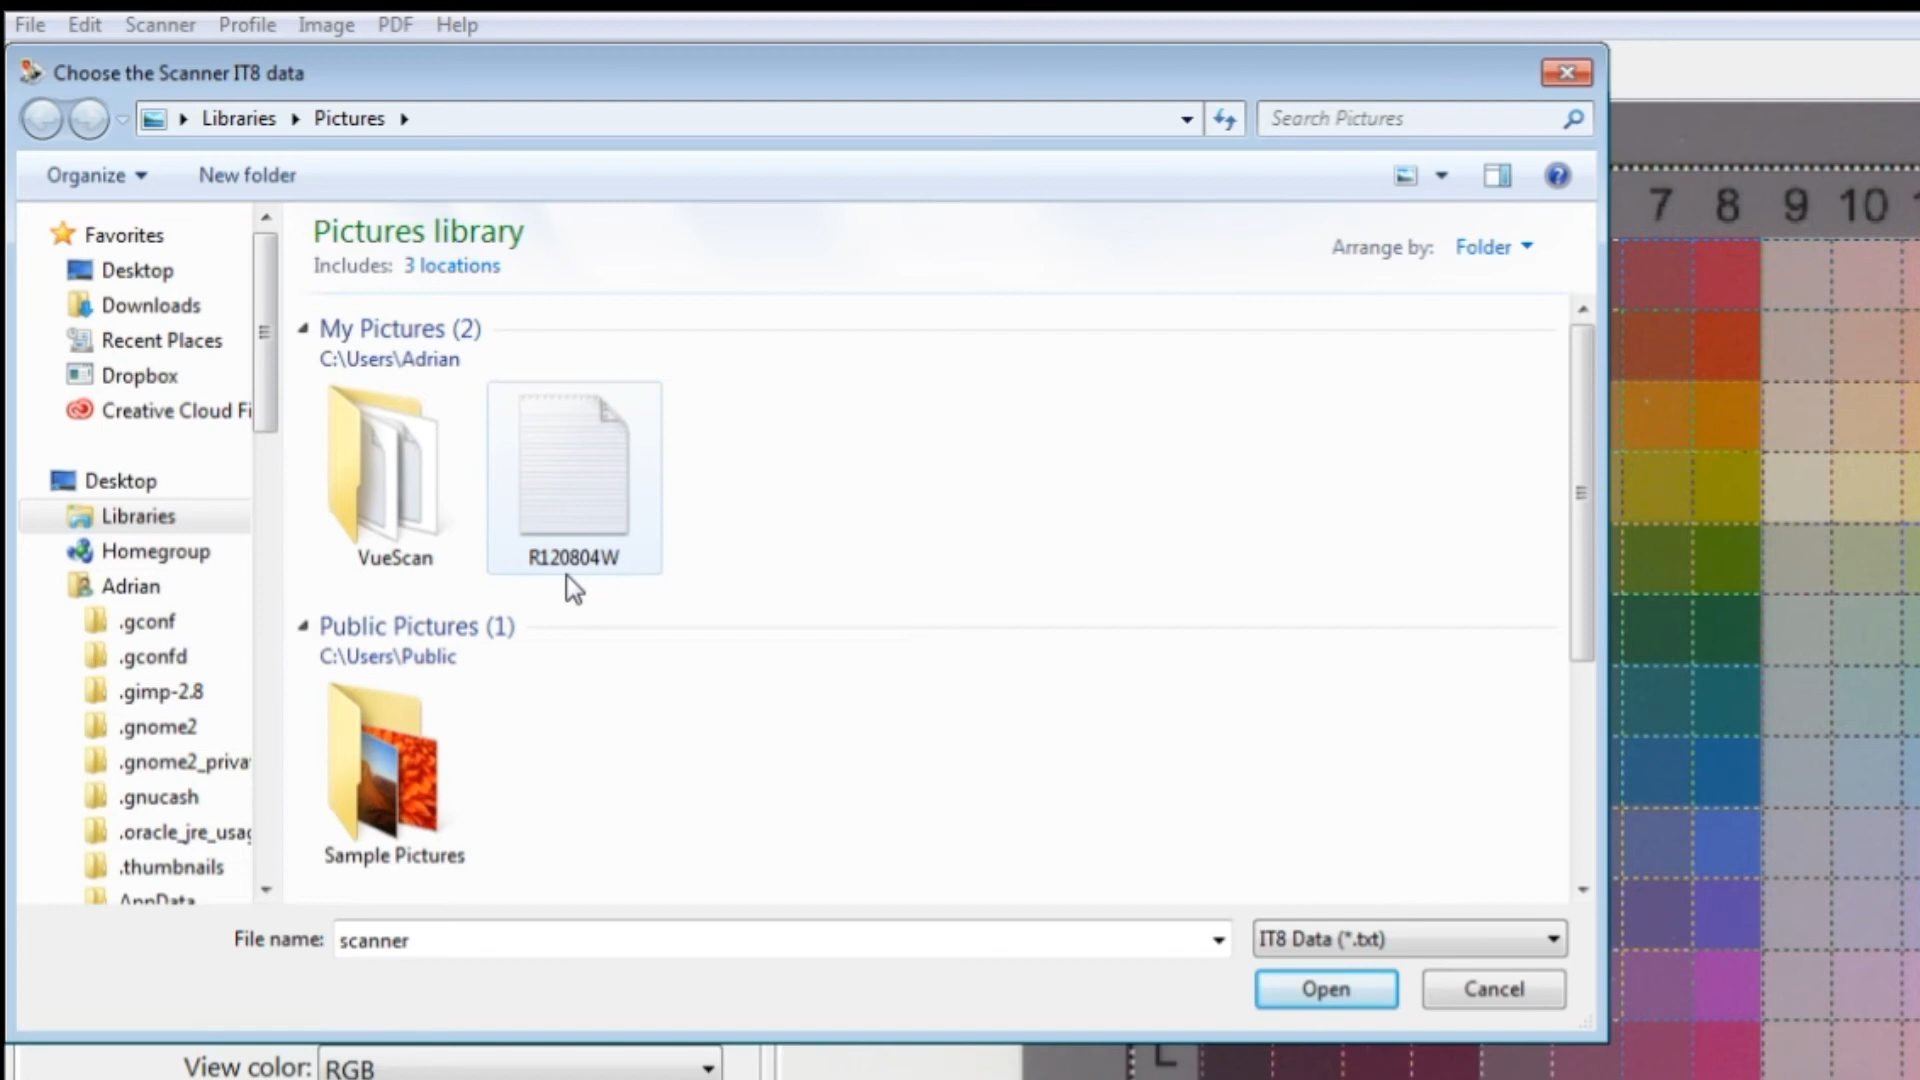 File Edit Scanner Profile Image PDF Help
Choose the Scanner IT8 data
Libraries Pictures
Search Pictures
Organize New folder
Pictures library
Includes: 3 locations
Arrange by: Folder
7 8 9 10
Favorites
Desktop
Downloads
Recent Places
Dropbox
Creative Cloud Fi
Desktop
Libraries
Homegroup
Adrian
.gconf
.gconfd
.gimp-2.8
.gnome2
.gnome2_priva
.gnucash
.oracle_jre_usag
.thumbnails
AppData
My Pictures (2)
C:\Users\Adrian
VueScan
R120804W
Public Pictures (1)
C:\Users\Public
Sample Pictures
File name: scanner
IT8 Data (*.txt)
Open Cancel
View color: RGB
L